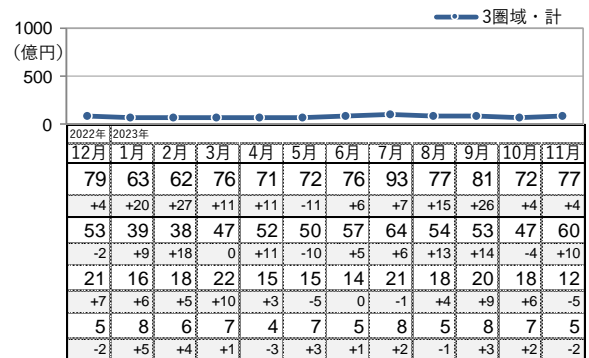 3圏域・計
1000
(億円)
500
0
2022年 2023年
12月 1月 2月 3月 4月 5月 6月 7月 8月 9月 10月 11月
79 63 62 76 71 72 76 93 77 81 72 77
+4 +20 +27 +11 +11 -11 +6 +7 +15 +26 +4 +4
53 39 38 47 52 50 57 64 54 53 47 60
-2 +9 +18 0 +11 -10 +5 +6 +13 +14 -4 +10
21 16 18 22 15 15 14 21 18 20 18 12
+7 +6 +5 +10 +3 -5 0 -1 +4 +9 +6 -5
5 8 6 7 4 7 5 8 5 8 7 5
-2 +5 +4 +1 -3 +3 +1 +2 -1 +3 +2 -2